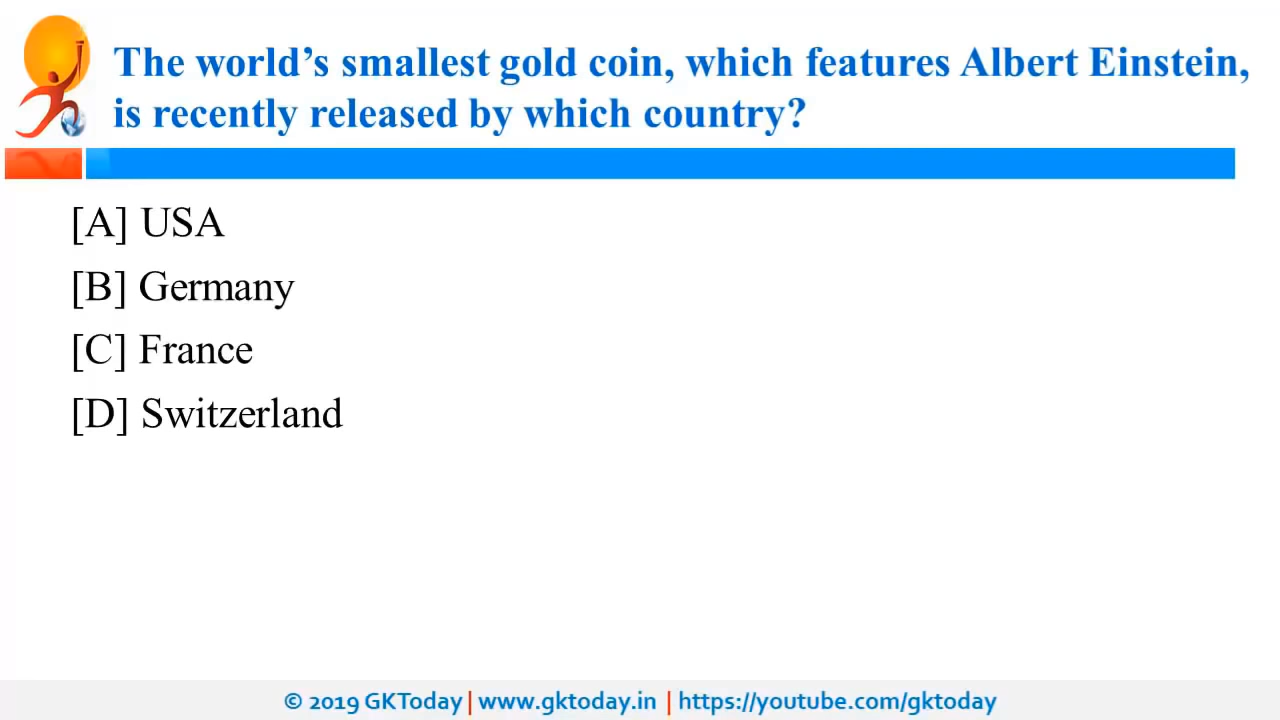 The world’s smallest gold coin, which features Albert Einstein,
is recently released by which country?
[A] USA
[B] Germany
[C] France
[D] Switzerland
© 2019 GKToday | www.gktoday.in | https://youtube.com/gktoday